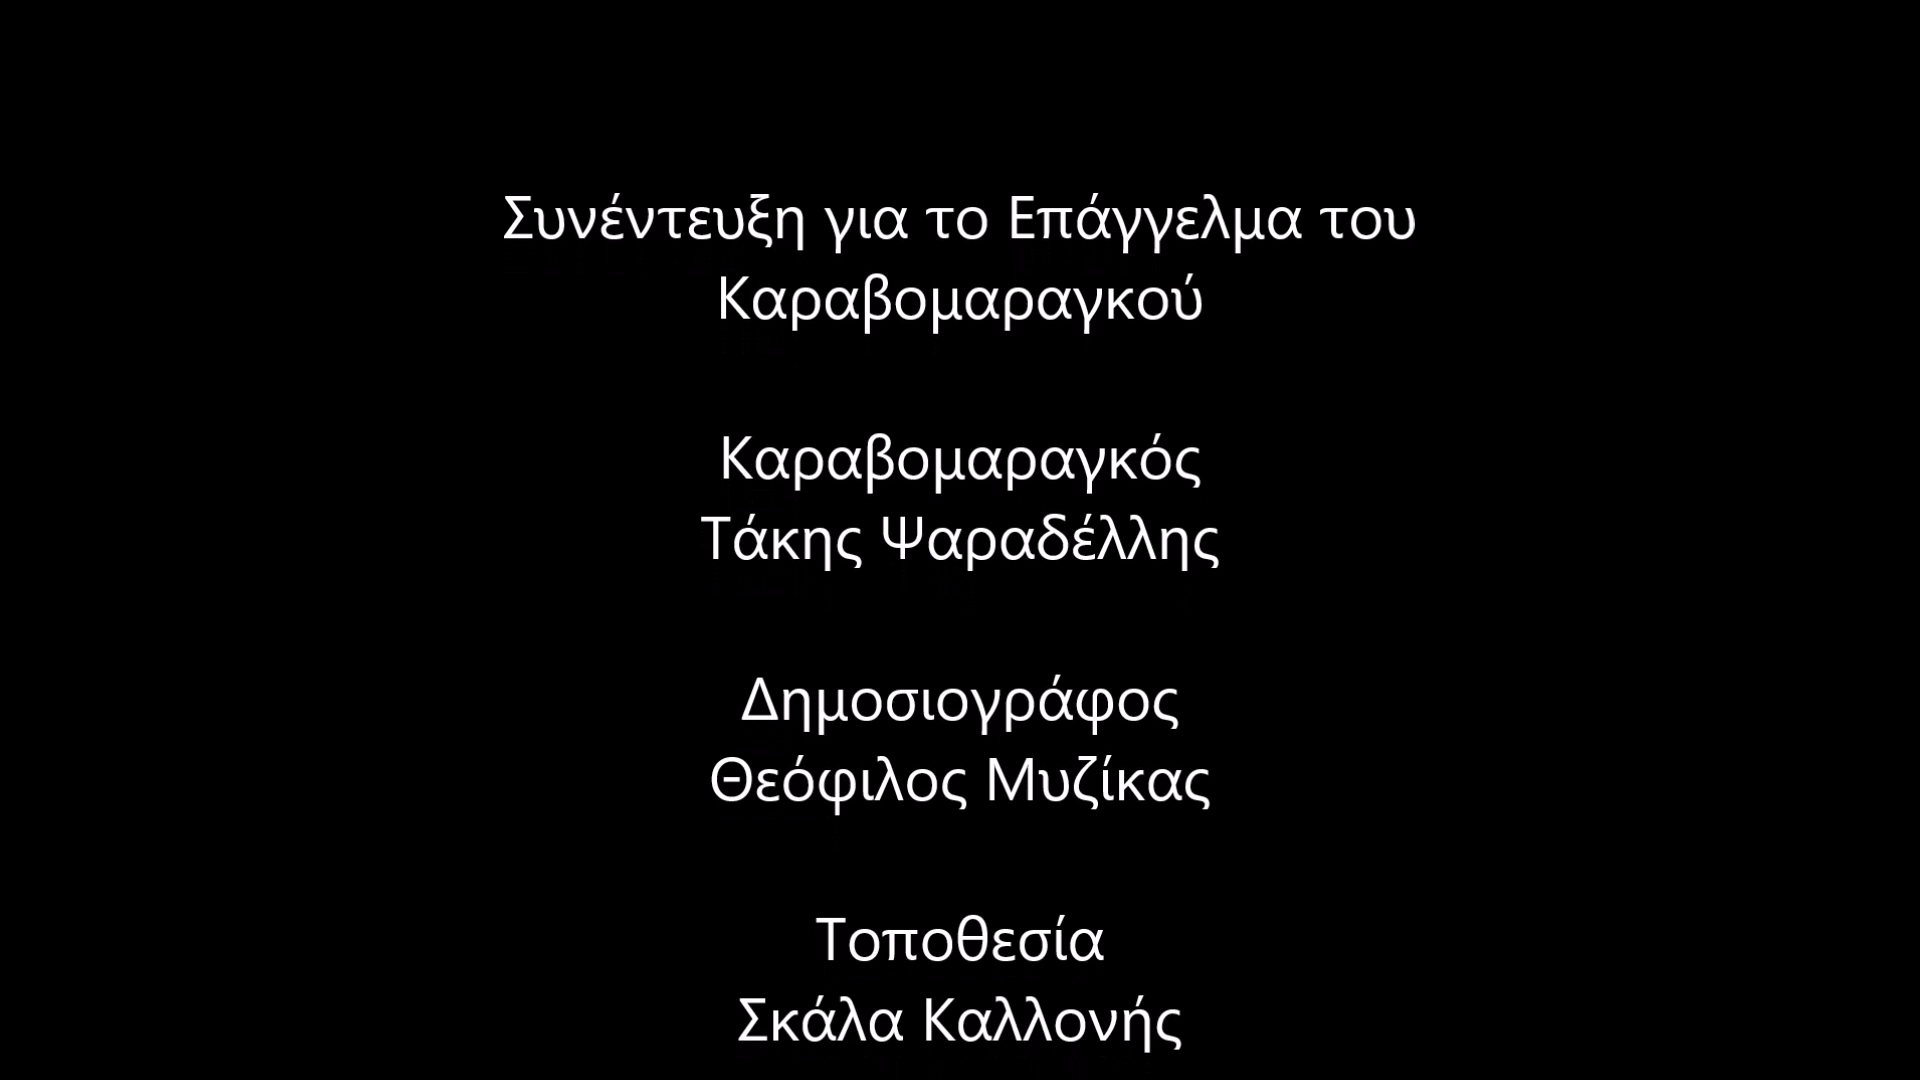 Συνέντευξη για το Επάγγελμα του
Καραβομαραγκού
Καραβομαραγκός
Τάκης Ψαραδέλλης
Δημοσιογράφος
Θεόφιλος Μυζίκας
Τοποθεσία
Σκάλα Καλλονής